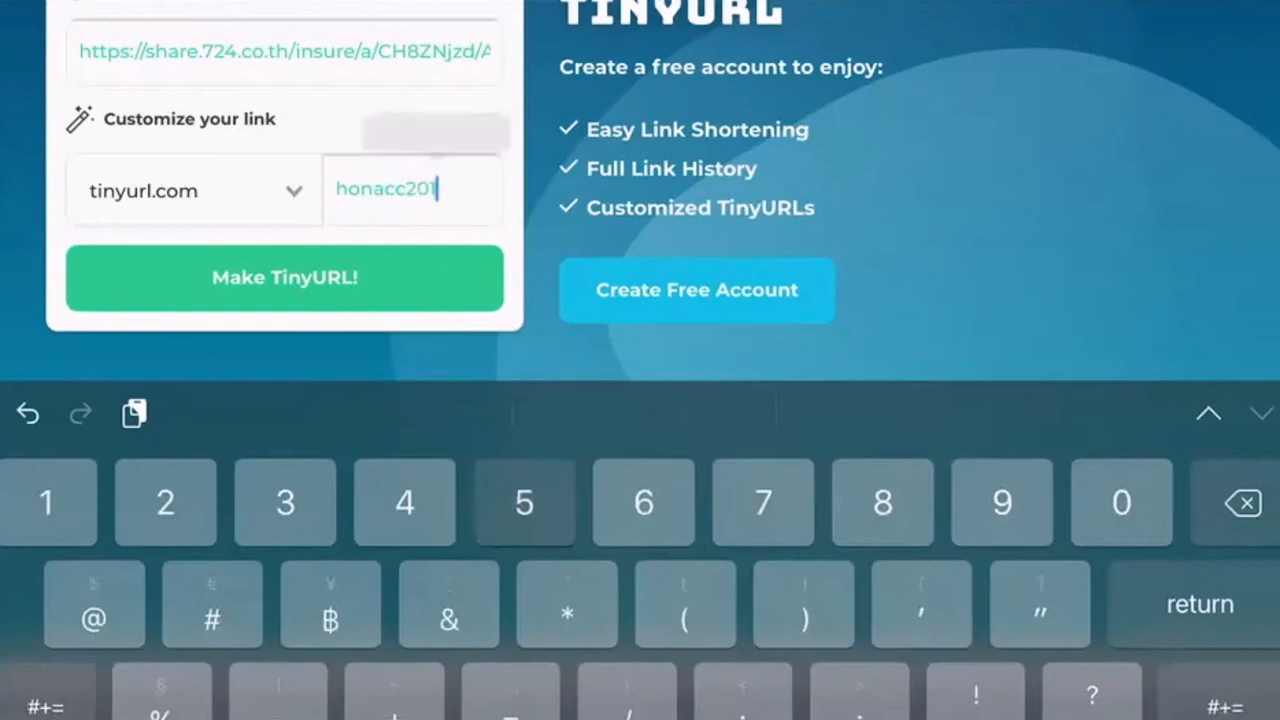 TINYURL
https://share.724.co.th/insure/a/CH8ZNjzd/A
Create a free account to enjoy:
Customize your link
Easy Link Shortening
Full Link History
tinyurl.com
honacc201
Customized TinyURLs
Make TinyURL!
Create Free Account
1 2 3 4 5 6 7 8 9 0
@ # ฿ & * ( ) ' "
return
#+= % ! ? #+=